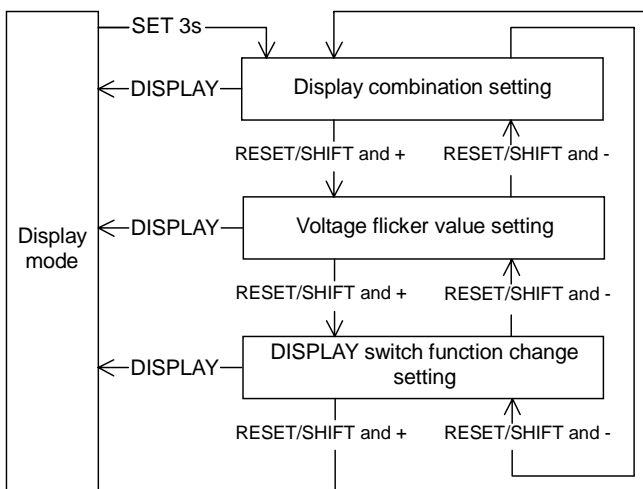 SET 3s
Display combination setting
DISPLAY
RESET/SHIFT and +
RESET/SHIFT and -
Display
mode
Voltage flicker value setting
DISPLAY
RESET/SHIFT and +
RESET/SHIFT and -
DISPLAY switch function change
setting
DISPLAY
RESET/SHIFT and +
RESET/SHIFT and -